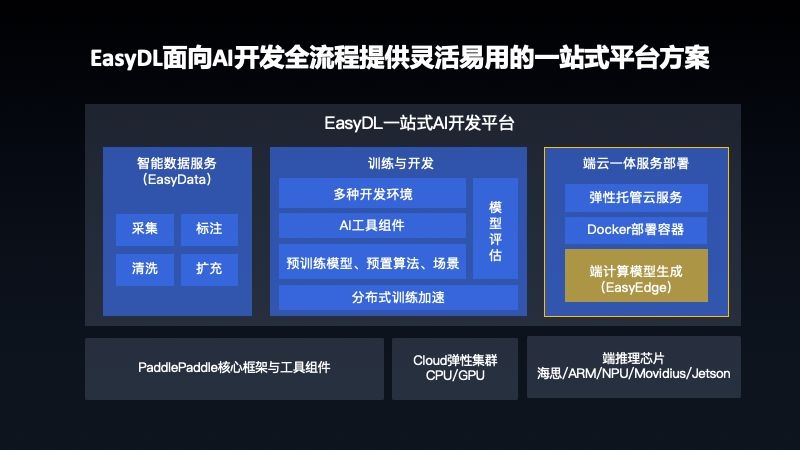 EasyDL面向AI开发全流程提供灵活易用的一站式平台方案
EasyDL一站式AI开发平台
智能数据服务
（EasyData）
采集
标注
清洗
扩充
训练与开发
多种开发环境
AI工具组件
预训练模型、预置算法、场景
模型评估
分布式训练加速
端云一体服务部署
弹性托管云服务
Docker部署容器
端计算模型生成
（EasyEdge）
PaddlePaddle核心框架与工具组件
Cloud弹性集群
CPU/GPU
端推理芯片
海思/ARM/NPU/Movidius/Jetson